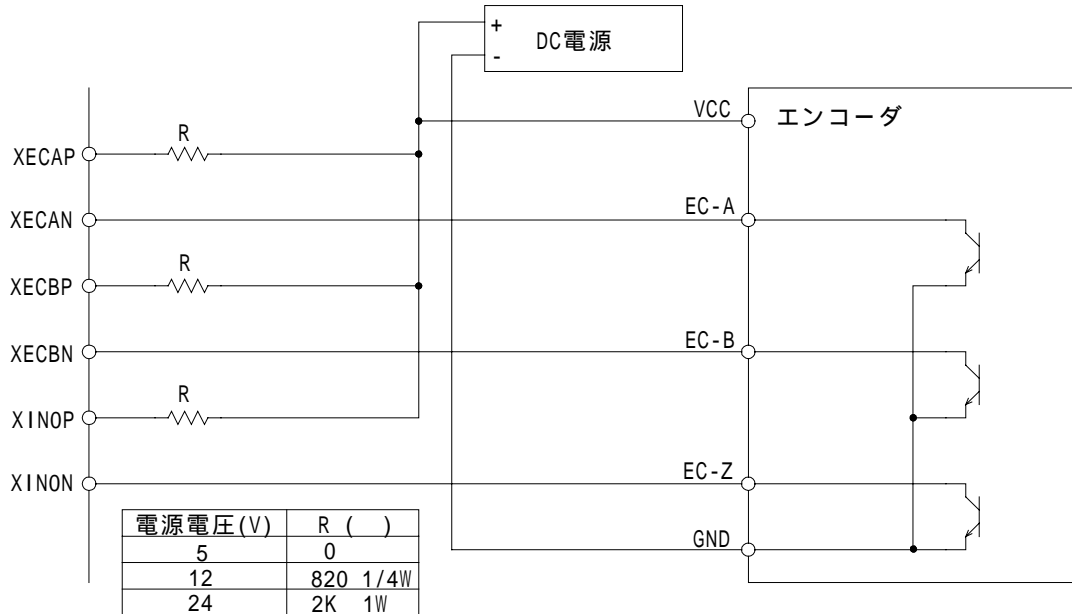 +
DC電源
-
VCC
エンコーダ
R
XECAP
XECAN
EC-A
R
XECBP
XECBN
EC-B
R
XINOP
XINON
EC-Z
GND
電源電圧(V) R ( )
5 0
12 820 1/4W
24 2K 1W